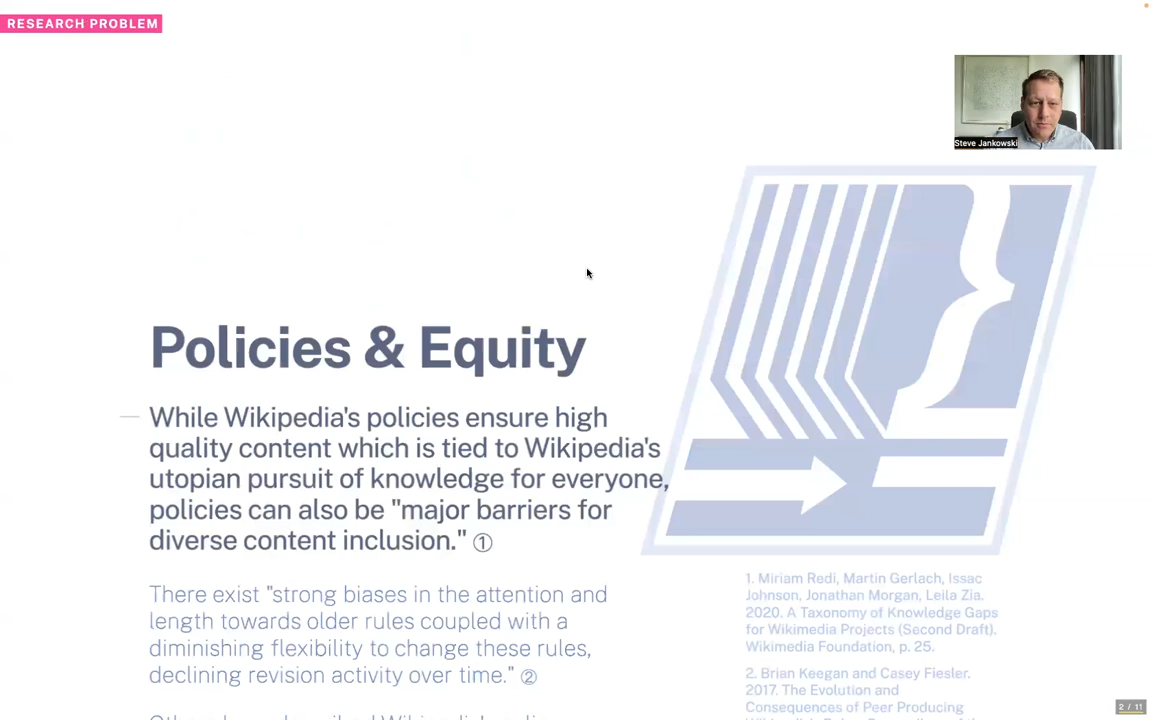 RESEARCH PROBLEM
Steve Jankowski
Policies & Equity
While Wikipedia's policies ensure high
quality content which is tied to Wikipedia's
utopian pursuit of knowledge for everyone,
policies can also be "major barriers for
diverse content inclusion." ①
There exist "strong biases in the attention and
length towards older rules coupled with a
diminishing flexibility to change these rules,
declining revision activity over time." ②
1. Miriam Redi, Martin Gerlach, Issac
Johnson, Jonathan Morgan, Leila Zia.
2020. A Taxonomy of Knowledge Gaps
for Wikimedia Projects (Second Draft).
Wikimedia Foundation, p. 25.
2. Brian Keegan and Casey Fiesler.
2017. The Evolution and
Consequences of Peer Producing
2 / 11